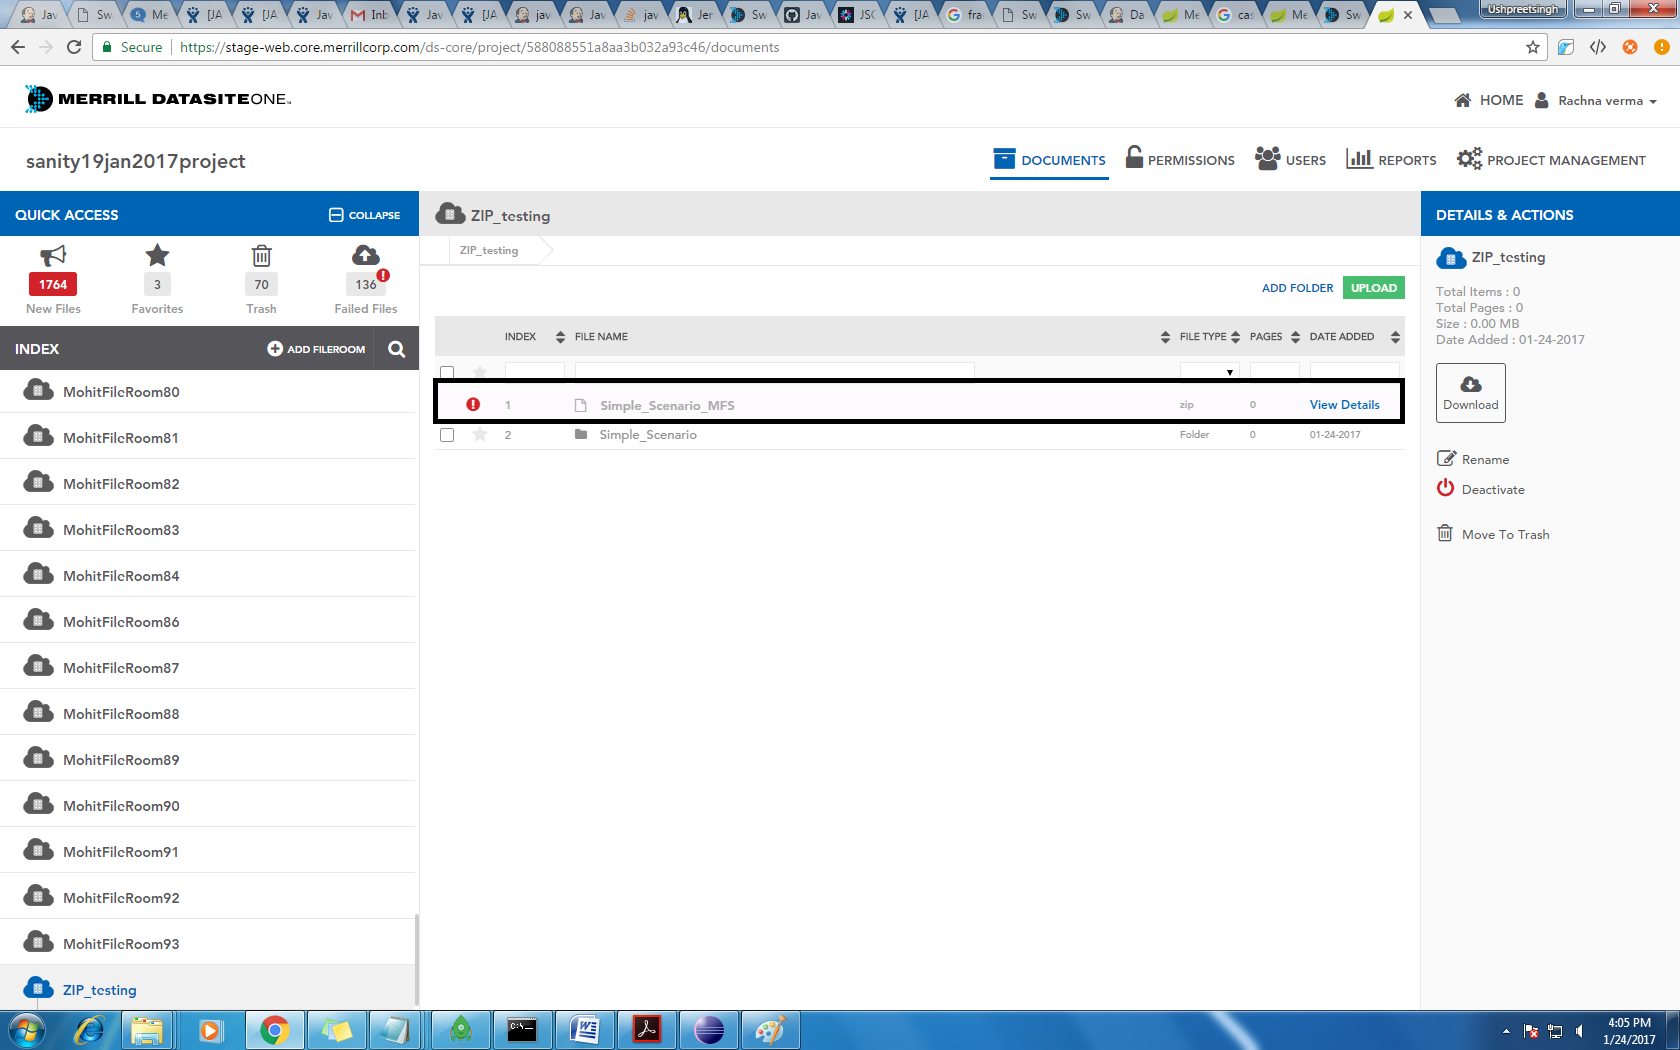 Jav
Sw
Me
[JA
[JA
Jav
Inb
Jav
[JA
jav
Jav
jav
Jer
Sw
Jav
JSC
[JA
frar
Sw
Sw
Da
Me
cas
Me
Sw
Ushpreetsingh
Secure https://stage-web.core.merrillcorp.com/ds-core/project/588088551a8aa3b032a93c46/documents
MERRILL DATASITEONE
HOME Rachna verma
sanity19jan2017project
DOCUMENTS PERMISSIONS USERS REPORTS PROJECT MANAGEMENT
QUICK ACCESS COLLAPSE
1764 3 70 136
New Files Favorites Trash Failed Files
INDEX ADD FILEROOM
MohitFileRoom80
MohitFileRoom81
MohitFileRoom82
MohitFileRoom83
MohitFileRoom84
MohitFileRoom86
MohitFileRoom87
MohitFileRoom88
MohitFileRoom89
MohitFileRoom90
MohitFileRoom91
MohitFileRoom92
MohitFileRoom93
ZIP_testing
ZIP_testing
ZIP_testing
ADD FOLDER UPLOAD
INDEX FILE NAME FILE TYPE PAGES DATE ADDED
1 Simple_Scenario_MFS zip 0 View Details
2 Simple_Scenario Folder 0 01-24-2017
DETAILS & ACTIONS
ZIP_testing
Total Items : 0
Total Pages : 0
Size : 0.00 MB
Date Added : 01-24-2017
Download
Rename
Deactivate
Move To Trash
4:05 PM
1/24/2017